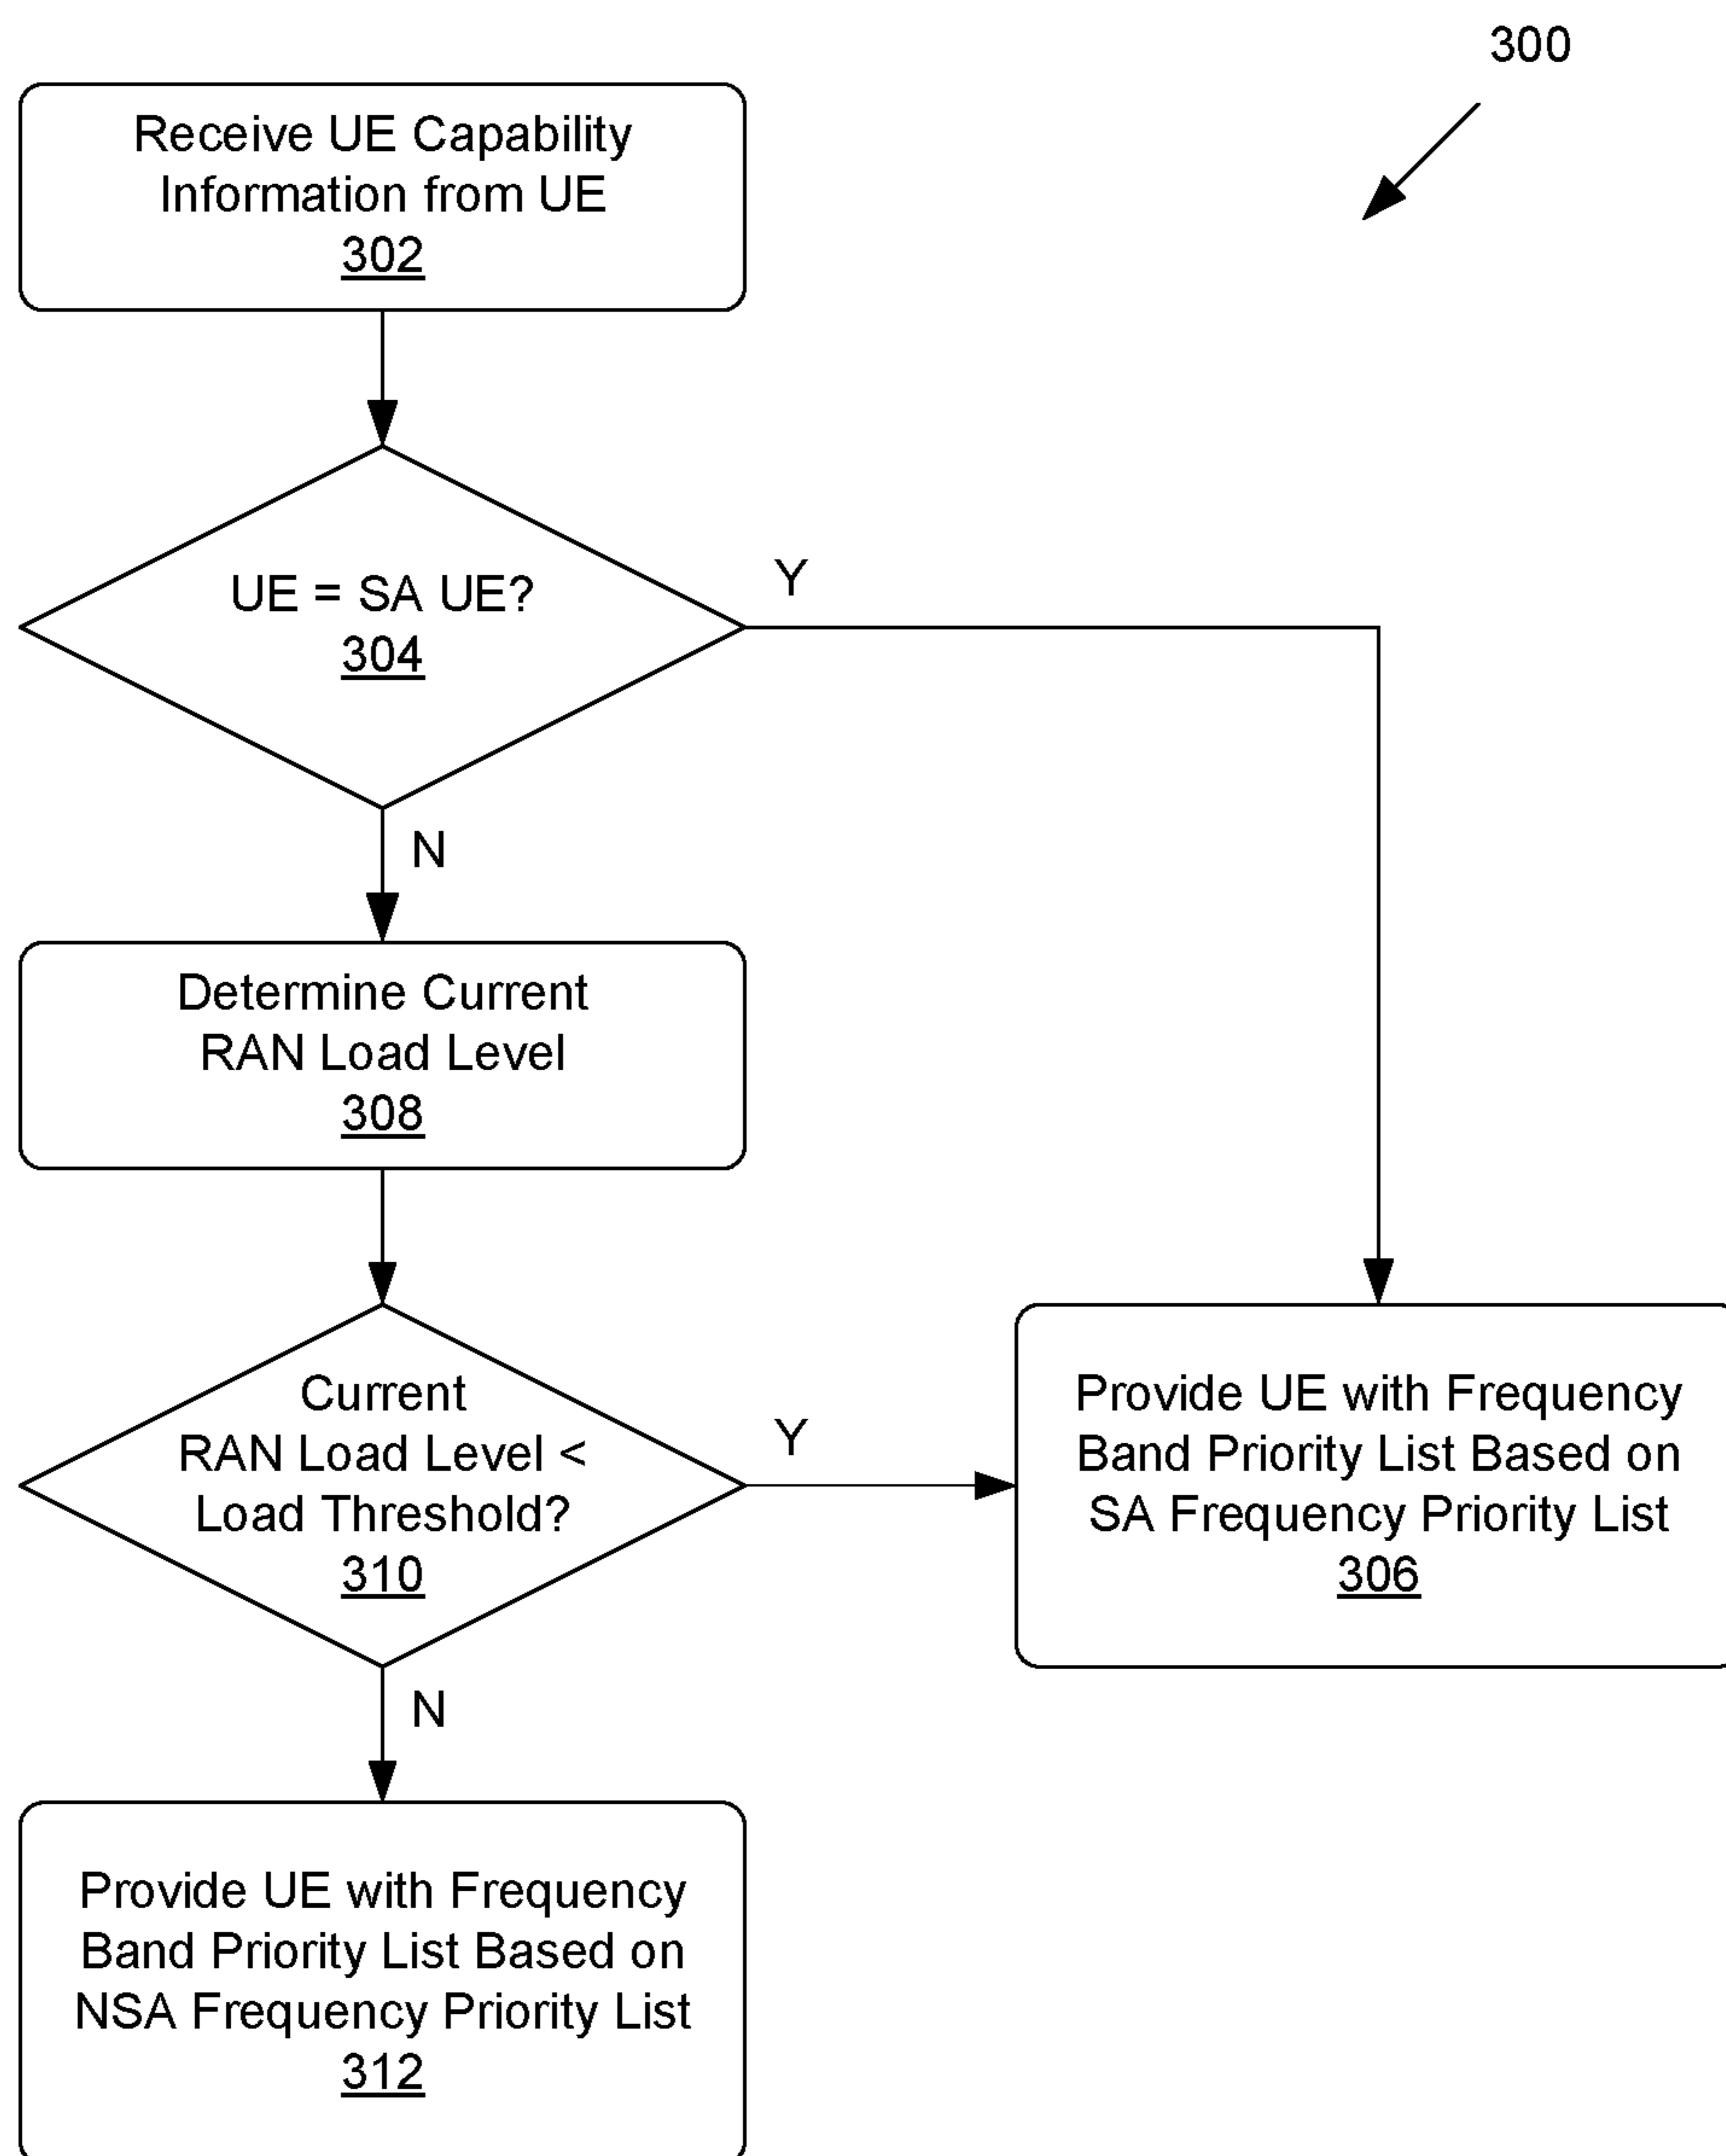 300
Receive UE Capability
Information from UE
302
UE = SA UE?
304
Y
N
Determine Current
RAN Load Level
308
Current
RAN Load Level <
Load Threshold?
310
Y
Provide UE with Frequency
Band Priority List Based on
SA Frequency Priority List
306
N
Provide UE with Frequency
Band Priority List Based on
NSA Frequency Priority List
312